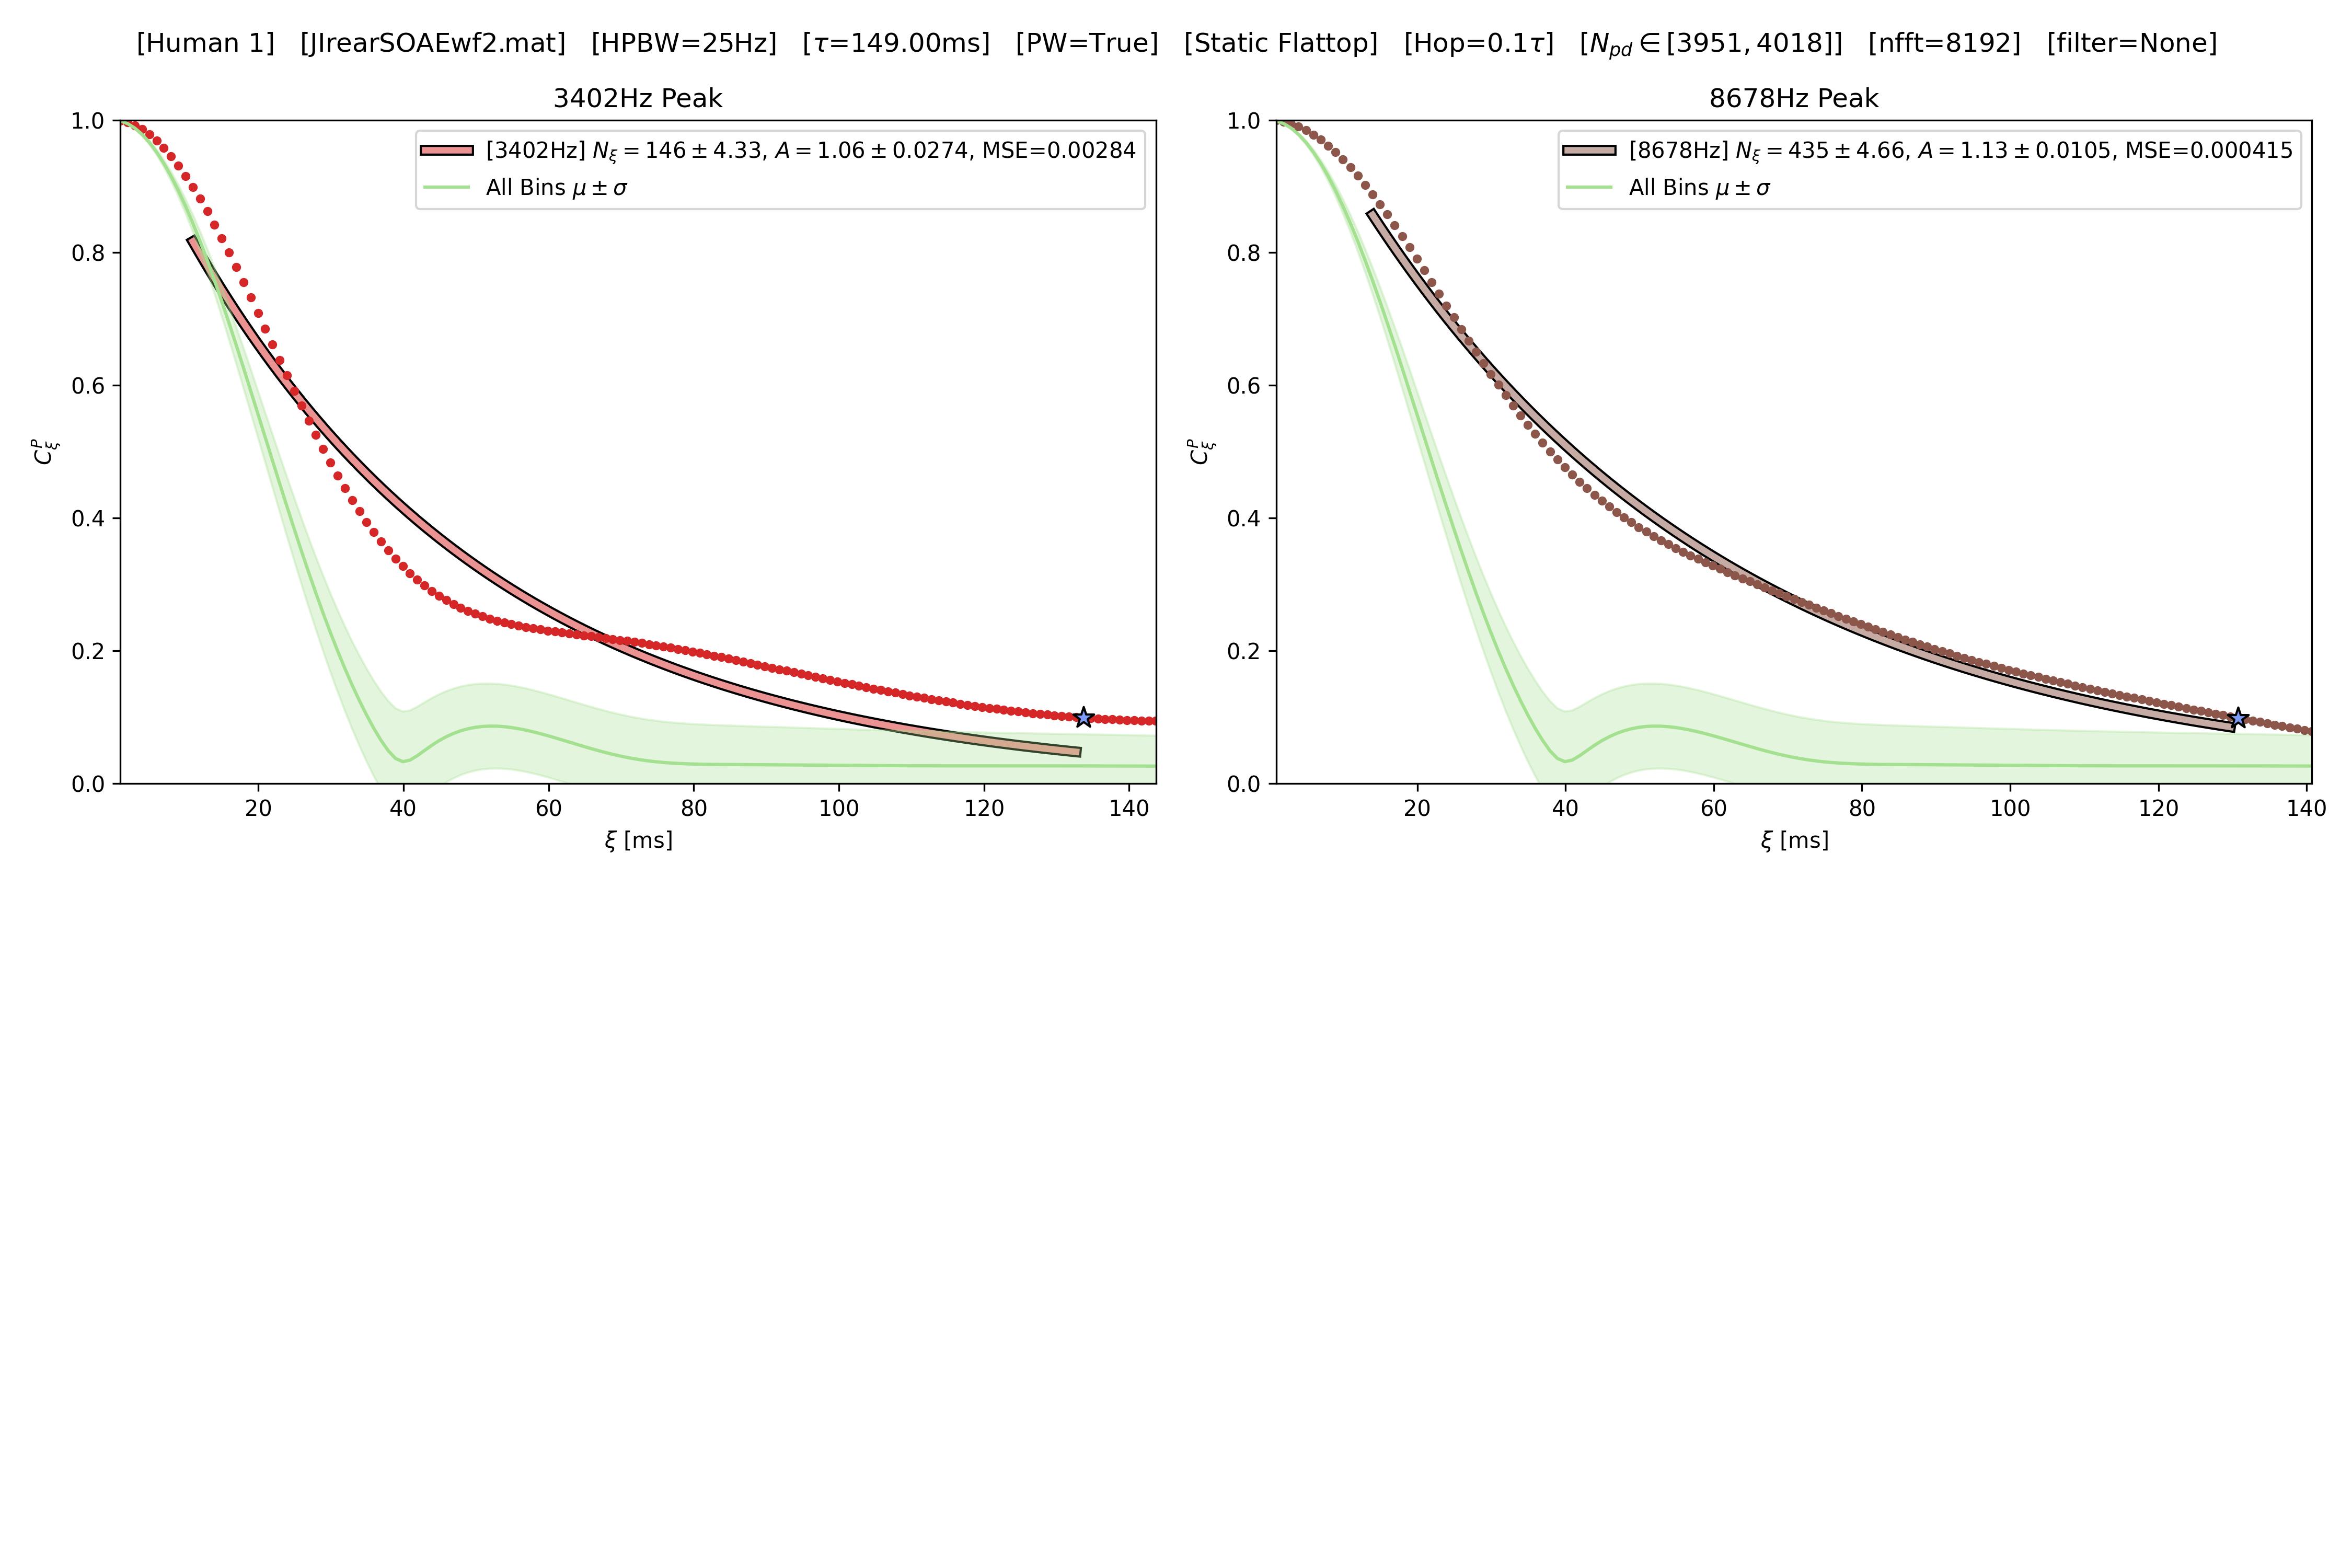 [Human 1]   [JIrearSOAEwf2.mat]   [HPBW=25Hz]   [τ=149.00ms]   [PW=True]   [Static Flattop]   [Hop=0.1τ]   [N_{pd} ∈ [3951, 4018]]   [nfft=8192]   [filter=None]
3402Hz Peak
[3402Hz] N_ξ = 146 ± 4.33, A = 1.06 ± 0.0274, MSE=0.00284
All Bins μ ± σ
1.0
0.8
0.6
0.4
0.2
0.0
C_ξ^P
20 40 60 80 100 120 140
ξ [ms]
8678Hz Peak
[8678Hz] N_ξ = 435 ± 4.66, A = 1.13 ± 0.0105, MSE=0.000415
All Bins μ ± σ
1.0
0.8
0.6
0.4
0.2
0.0
C_ξ^P
20 40 60 80 100 120 140
ξ [ms]